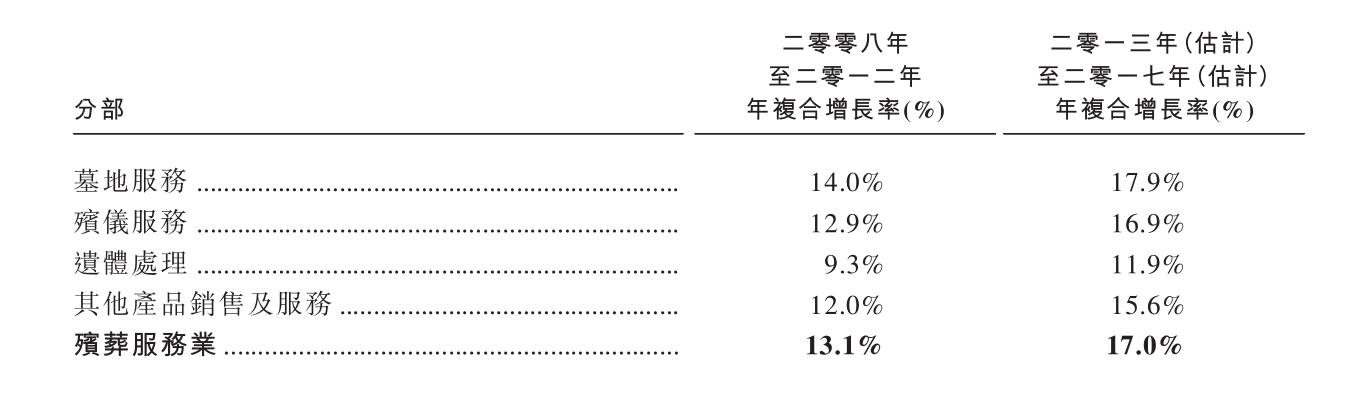 二零零八年 二零一三年(估計)
至二零一二年 至二零一七年(估計)
分部 年複合增長率(%) 年複合增長率(%)
墓地服務 ........................................................................ 14.0% 17.9%
殯儀服務 ........................................................................ 12.9% 16.9%
遺體處理 ........................................................................ 9.3% 11.9%
其他產品銷售及服務 .................................................. 12.0% 15.6%
殯葬服務業 .................................................................... 13.1% 17.0%